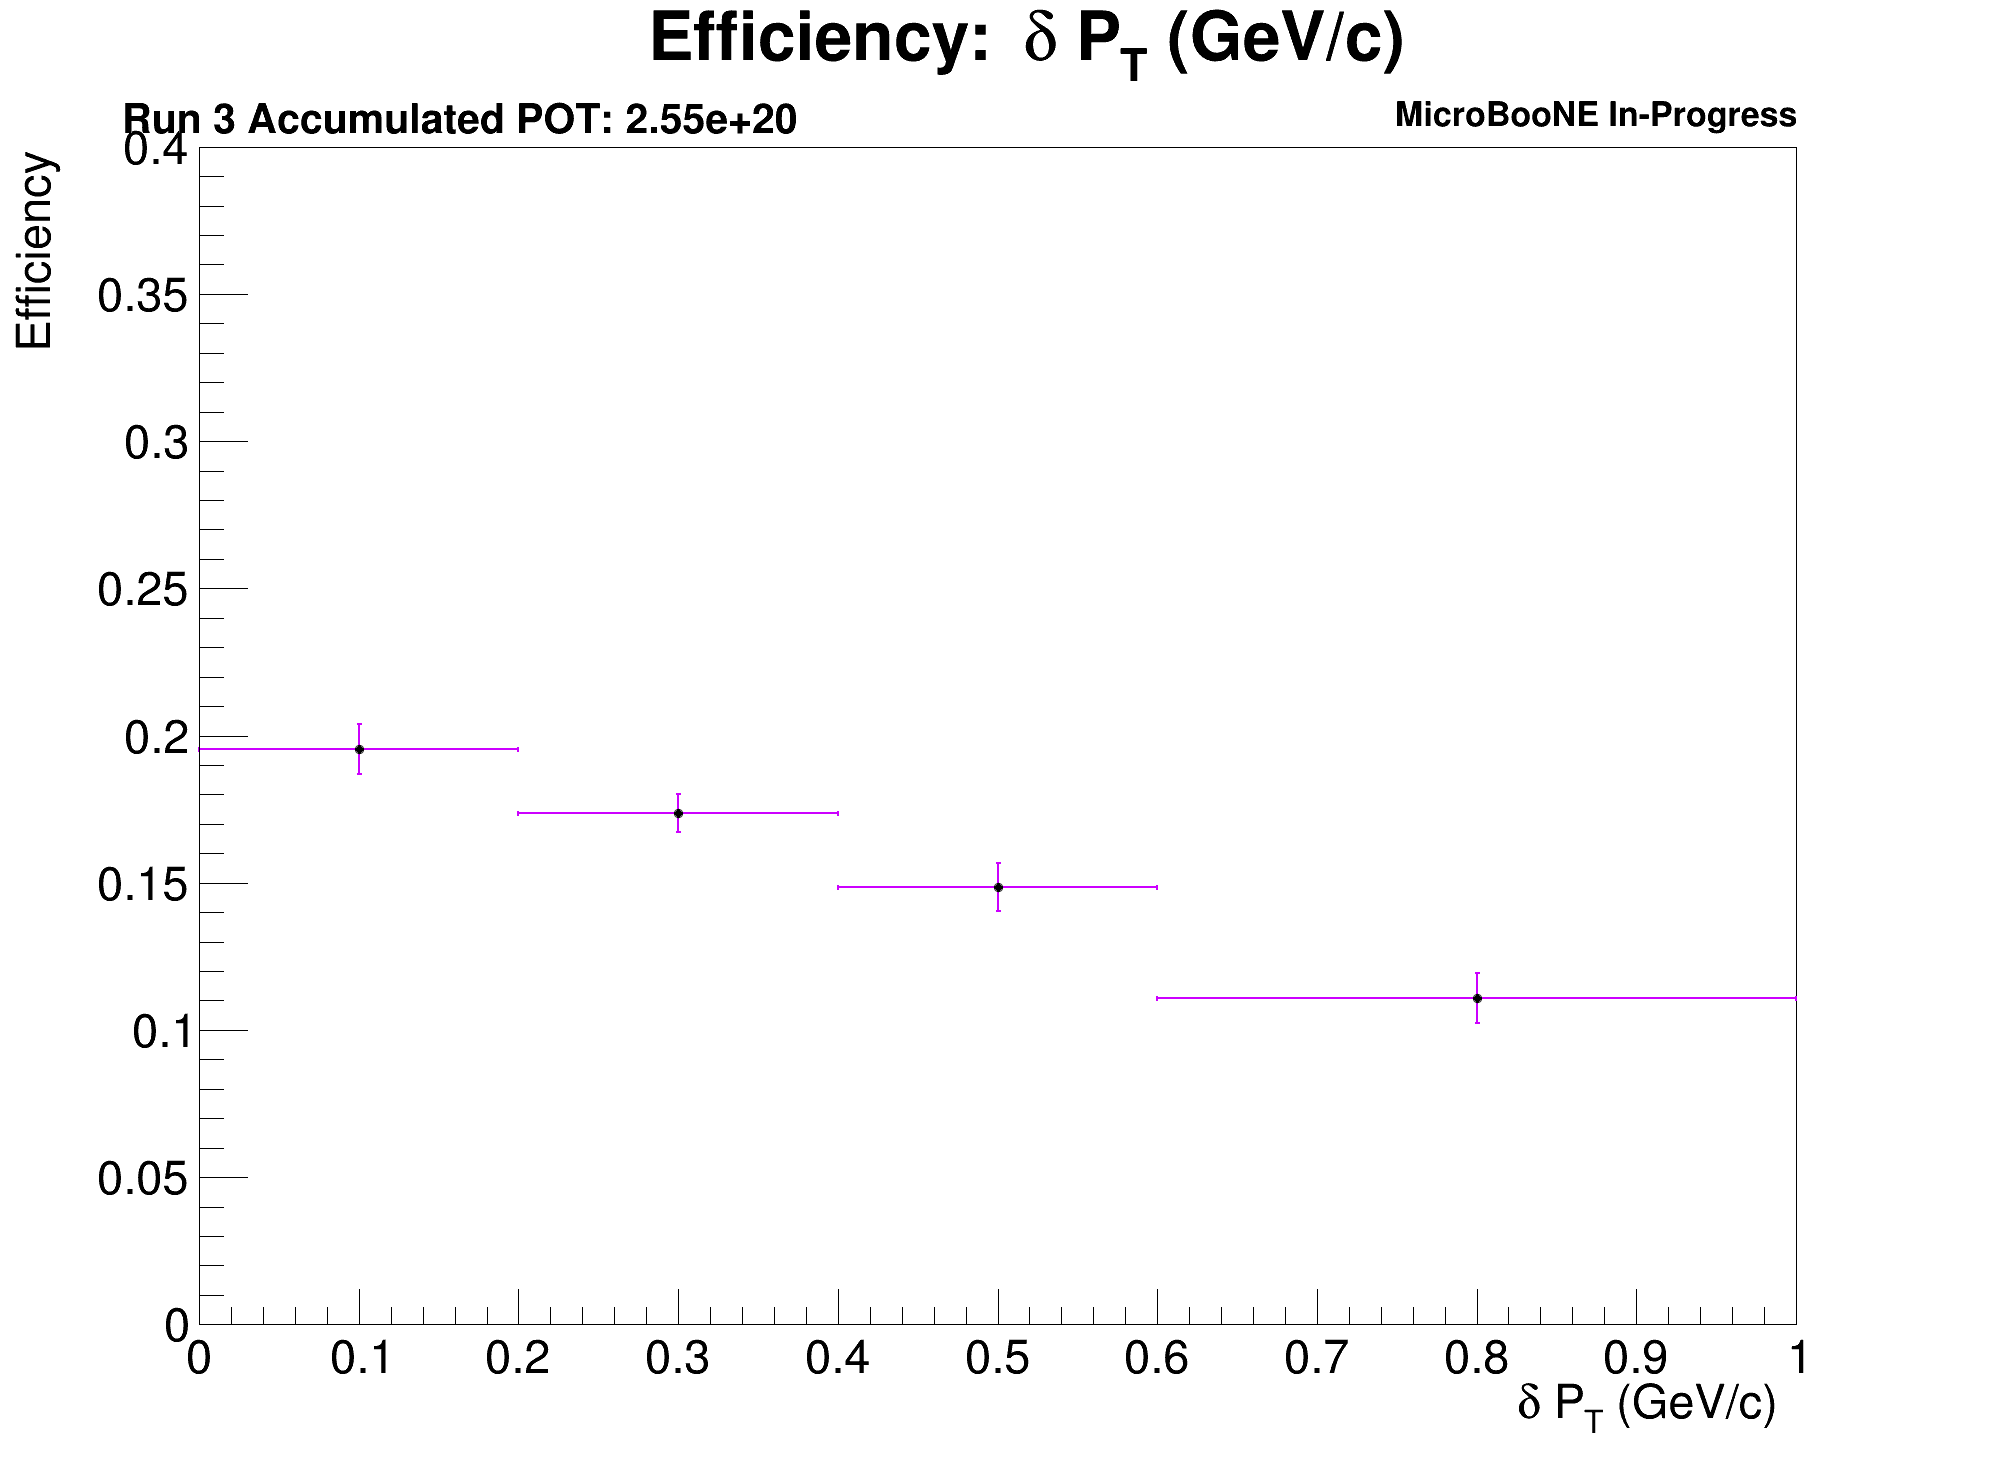 Efficiency: δ P_T (GeV/c)
Run 3 Accumulated POT: 2.55e+20
MicroBooNE In-Progress
Efficiency
0.4
0.35
0.3
0.25
0.2
0.15
0.1
0.05
0
0 0.1 0.2 0.3 0.4 0.5 0.6 0.7 0.8 0.9 1
δ P_T (GeV/c)